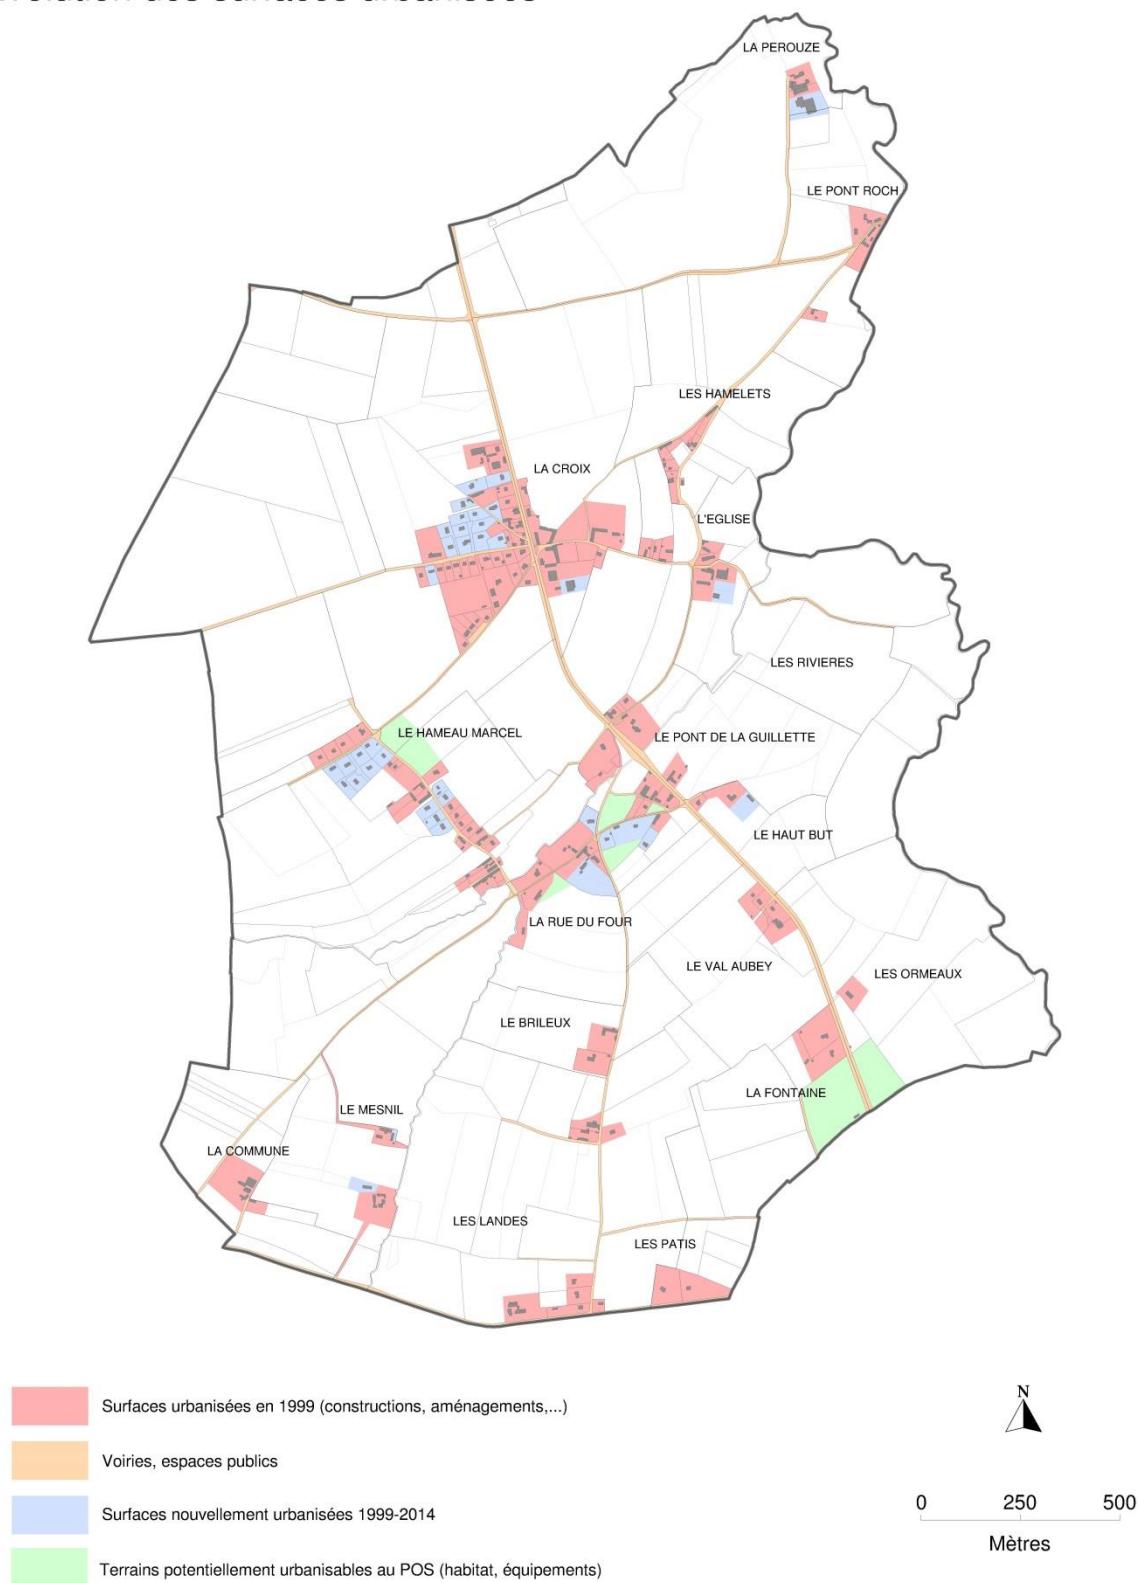 LA PEROUZE
LE PONT ROCH
LES HAMELETS
LA CROIX
L'EGLISE
LES RIVIERES
LE HAMEAU MARCEL
LE PONT DE LA GUILLETTE
LE HAUT BUT
LA RUE DU FOUR
LE VAL AUBEY
LES ORMEAUX
LE BRILEUX
LA FONTAINE
LE MESNIL
LA COMMUNE
LES LANDES
LES PATIS
Surfaces urbanisées en 1999 (constructions, aménagements,...)
N
Voiries, espaces publics
Surfaces nouvellement urbanisées 1999-2014
0 250 500
Mètres
Terrains potentiellement urbanisables au POS (habitat, équipements)